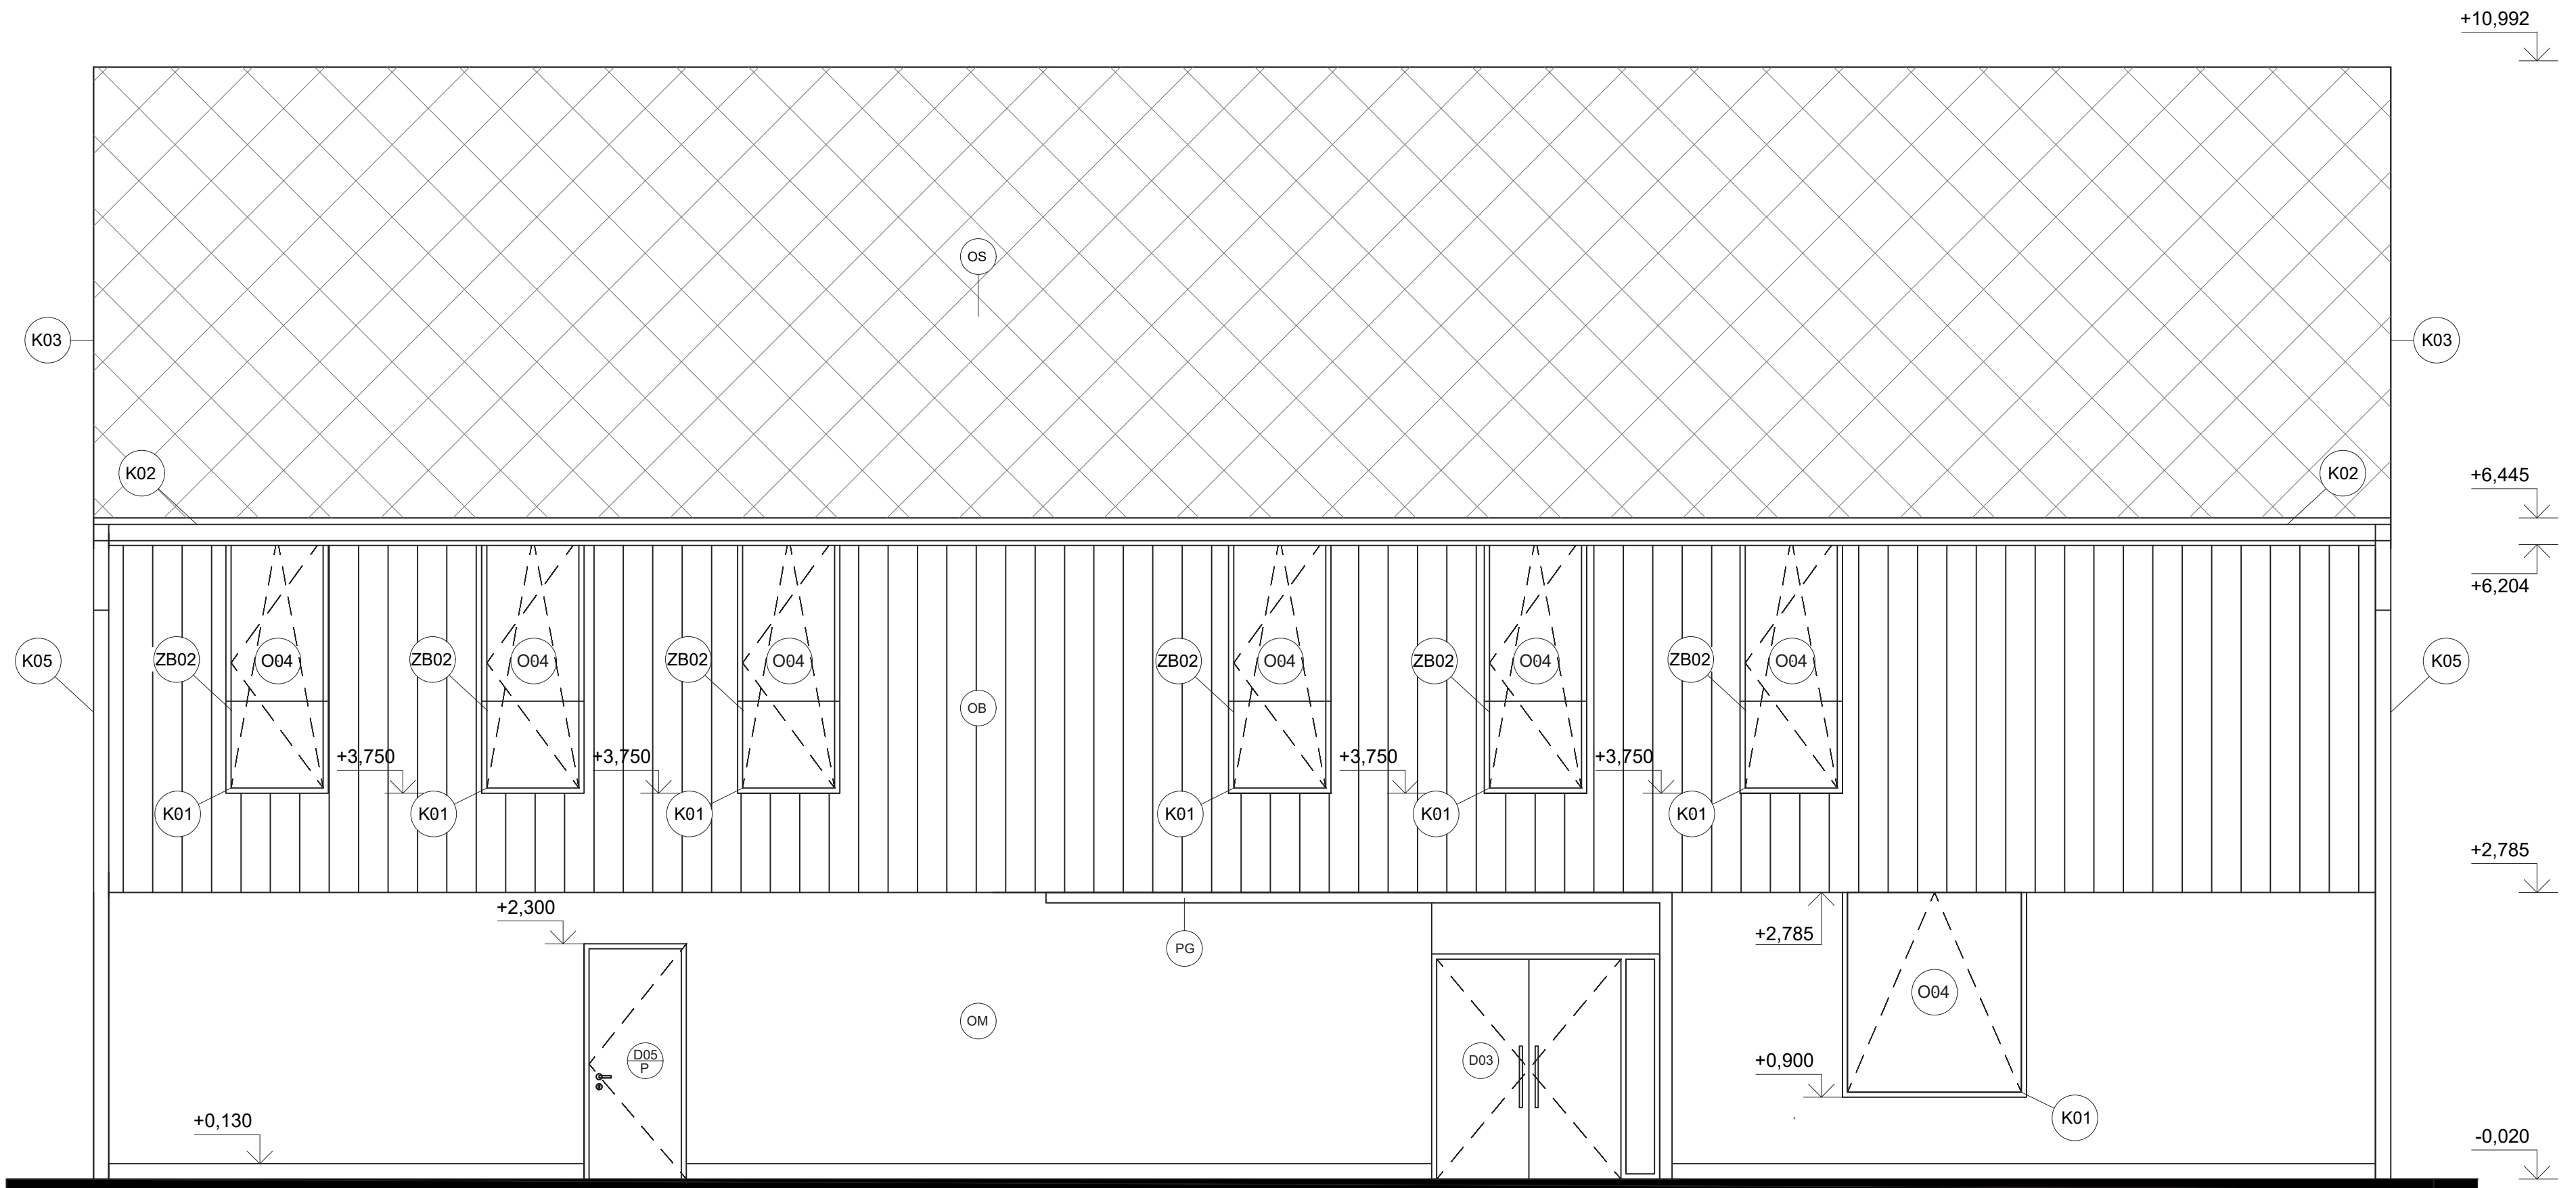 +10,992
OS
K03
K03
K02
K02
+6,445
+6,204
ZB02
O04
ZB02
O04
ZB02
O04
ZB02
O04
ZB02
O04
ZB02
O04
K05
K05
OB
+3,750
+3,750
+3,750
+3,750
K01
K01
K01
K01
K01
K01
+2,785
+2,300
+2,785
PG
O04
OM
D05
P
D03
+0,900
K01
+0,130
-0,020